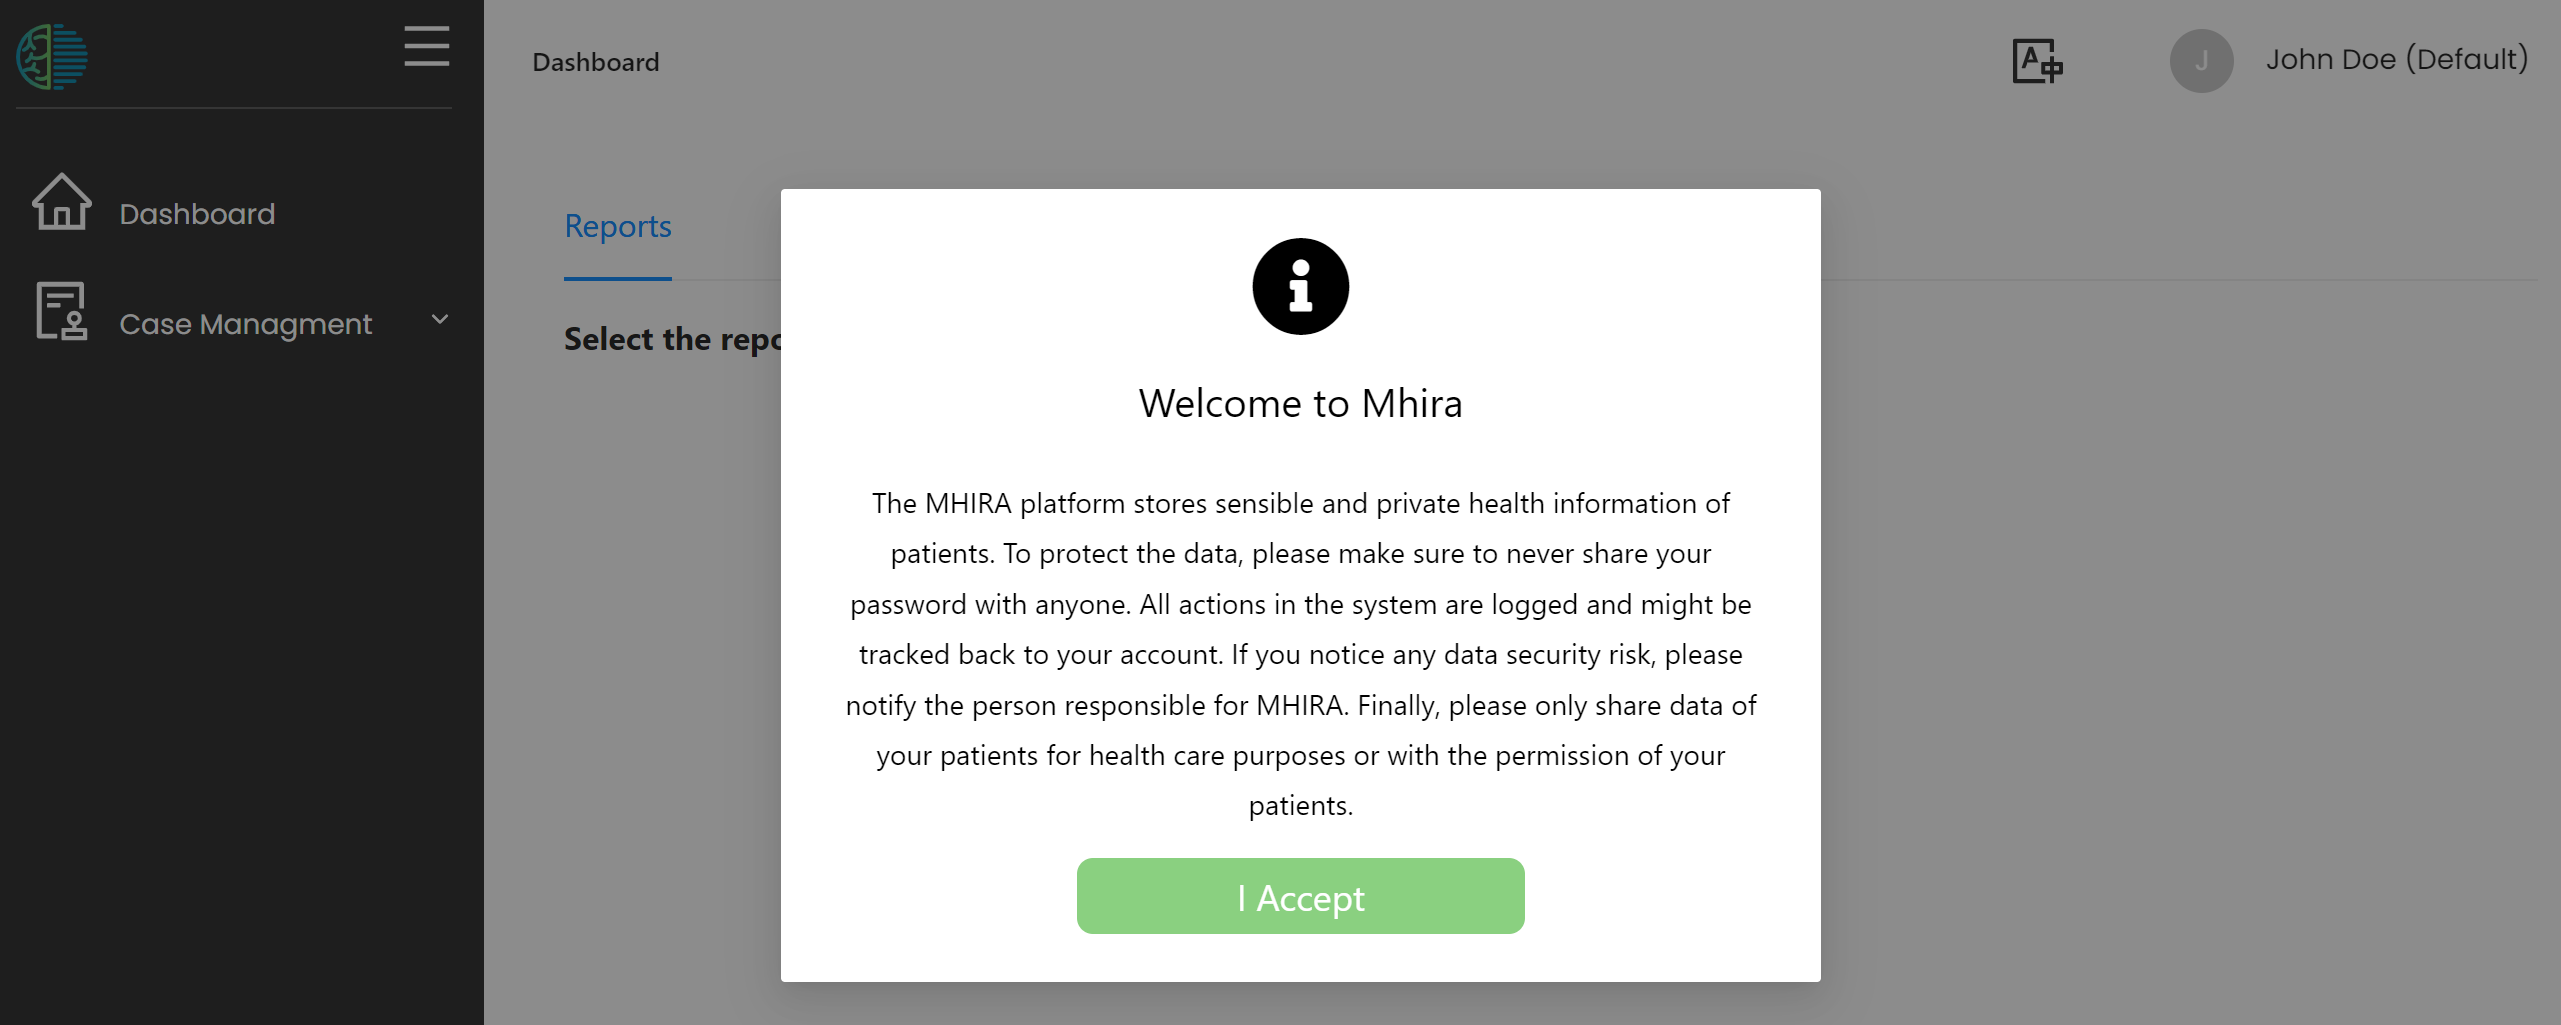 Dashboard
J
John Doe (Default)
Dashboard
Case Managment
Reports
Select the repo
Welcome to Mhira
The MHIRA platform stores sensible and private health information of
patients. To protect the data, please make sure to never share your
password with anyone. All actions in the system are logged and might be
tracked back to your account. If you notice any data security risk, please
notify the person responsible for MHIRA. Finally, please only share data of
your patients for health care purposes or with the permission of your
patients.
I Accept